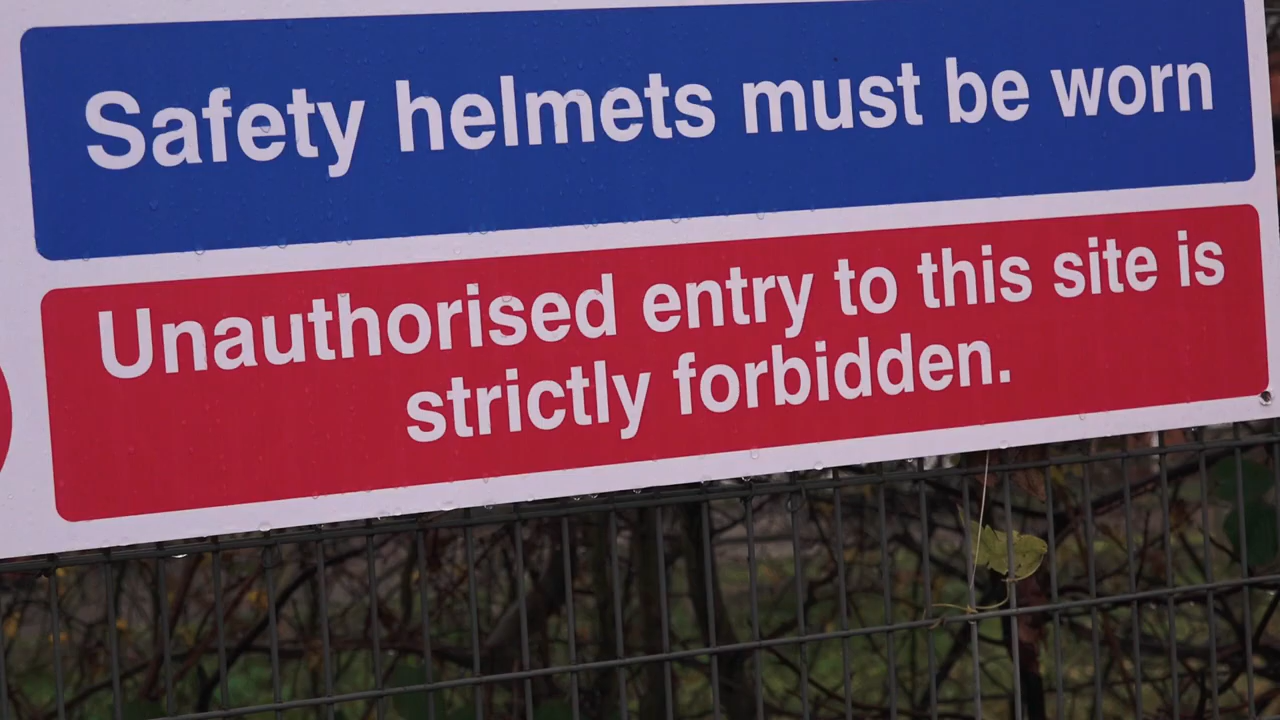 Safety helmets must be worn
Unauthorised entry to this site is
strictly forbidden.